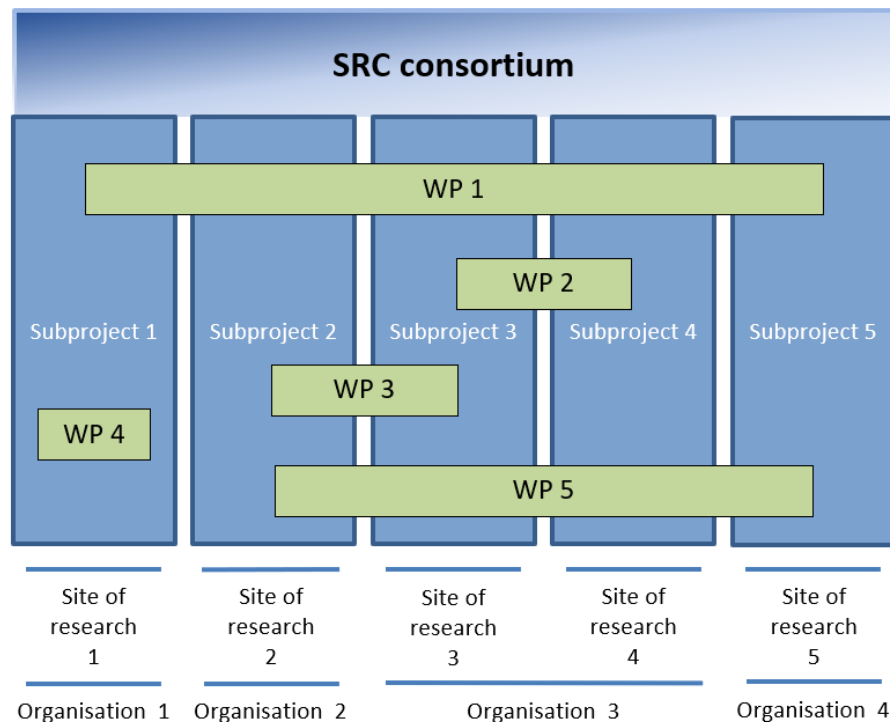 SRC consortium
WP 1
WP 2
Subproject 1
Subproject 2
Subproject 3
Subproject 4
Subproject 5
WP 3
WP 4
WP 5
Site of
research
1
Site of
research
2
Site of
research
3
Site of
research
4
Site of
research
5
Organisation 1
Organisation 2
Organisation 3
Organisation 4